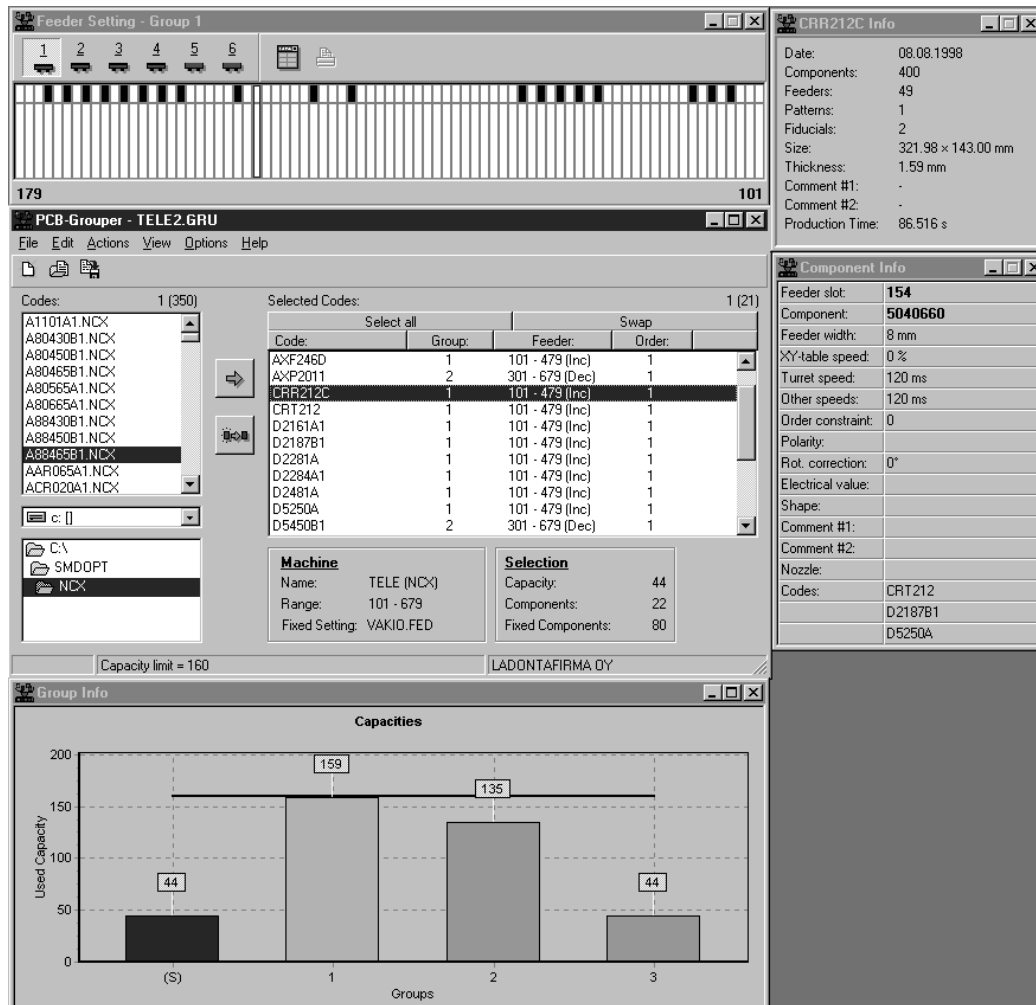 Feeder Setting - Group 1
1 2 3 4 5 6
179 101
PCB-Grouper - TELE2.GRU
File Edit Actions View Options Help
Codes: 1 (350)
A1101A1.NCX
A80430B1.NCX
A80450B1.NCX
A80465B1.NCX
A80565A1.NCX
A80665A1.NCX
A88430B1.NCX
A88450B1.NCX
A88465B1.NCX
AAR065A1.NCX
ACR020A1.NCX
c: []
C:\
SMDOPT
NCX
Selected Codes: 1 (21)
Select all Swap
Code: Group: Feeder: Order:
AXF246D 1 101 - 479 (Inc) 1
AXP2011 2 301 - 679 (Dec) 1
CRR212C 1 101 - 479 (Inc) 1
CRT212 1 101 - 479 (Inc) 1
D2161A1 1 101 - 479 (Inc) 1
D2187B1 1 101 - 479 (Inc) 1
D2281A 1 101 - 479 (Inc) 1
D2284A1 1 101 - 479 (Inc) 1
D2481A 1 101 - 479 (Inc) 1
D5250A 1 101 - 479 (Inc) 1
D5450B1 2 301 - 679 (Dec) 1
Machine
Name: TELE (NCX)
Range: 101 - 679
Fixed Setting: VAKIO.FED
Selection
Capacity: 44
Components: 22
Fixed Components: 80
Capacity limit = 160 LADONTAFIRMA OY
CRR212C Info
Date: 08.08.1998
Components: 400
Feeders: 49
Patterns: 1
Fiducials: 2
Size: 321.98 × 143.00 mm
Thickness: 1.59 mm
Comment #1: -
Comment #2: -
Production Time: 86.516 s
Component Info
Feeder slot: 154
Component: 5040660
Feeder width: 8 mm
XY-table speed: 0 %
Turret speed: 120 ms
Other speeds: 120 ms
Order constraint: 0
Polarity:
Rot. correction: 0°
Electrical value:
Shape:
Comment #1:
Comment #2:
Nozzle:
Codes: CRT212
D2187B1
D5250A
Group Info
Capacities
Used Capacity
200
150
100
50
0
44 159 135 44
(S) 1 2 3
Groups